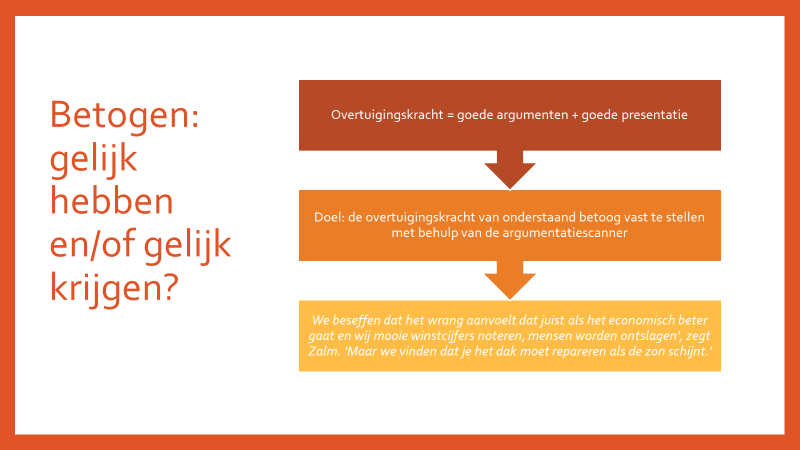 Betogen:
gelijk
hebben
en/of gelijk
krijgen?
Overtuigingskracht = goede argumenten + goede presentatie
Doel: de overtuigingskracht van onderstaand betoog vast te stellen
met behulp van de argumentatiescanner
We beseffen dat het wrang aanvoelt dat juist als het economisch beter
gaat en wij mooie winstcijfers noteren, mensen worden ontslagen', zegt
Zalm. 'Maar we vinden dat je het dak moet repareren als de zon schijnt.'